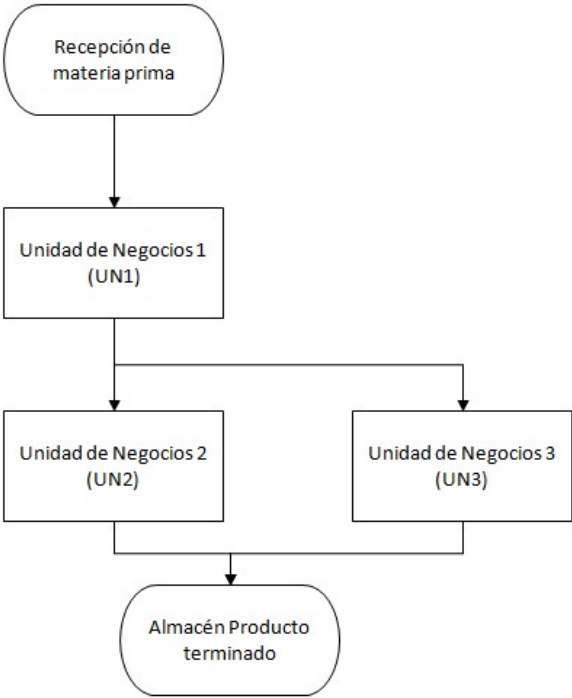 Recepción de
materia prima
Unidad de Negocios 1
(UN1)
Unidad de Negocios 2
(UN2)
Unidad de Negocios 3
(UN3)
Almacén Producto
terminado